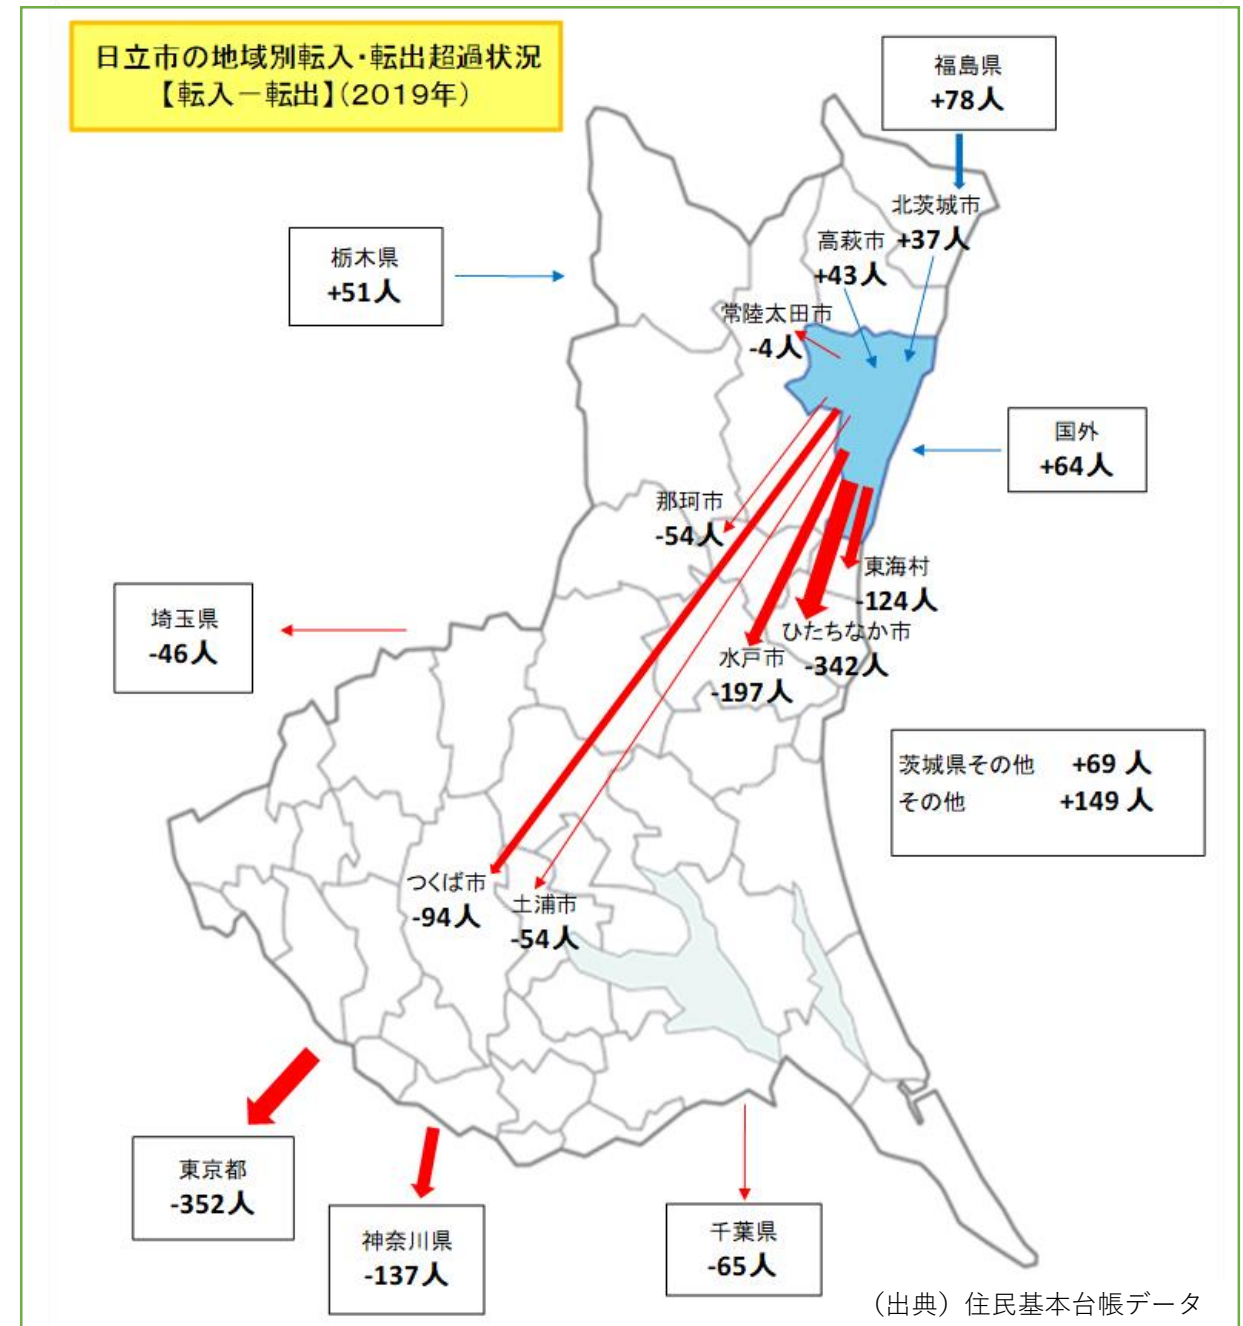 日立市の地域別転入・転出超過状況
【転入－転出】（2019年）
福島県
+78人
北茨城市
+37人
高萩市
+43人
栃木県
+51人
常陸太田市
-4人
国外
+64人
那珂市
-54人
東海村
-124人
ひたちなか市
-342人
水戸市
-197人
埼玉県
-46人
茨城県その他 +69 人
その他 +149 人
つくば市
-94人
土浦市
-54人
東京都
-352人
神奈川県
-137人
千葉県
-65人
（出典）住民基本台帳データ